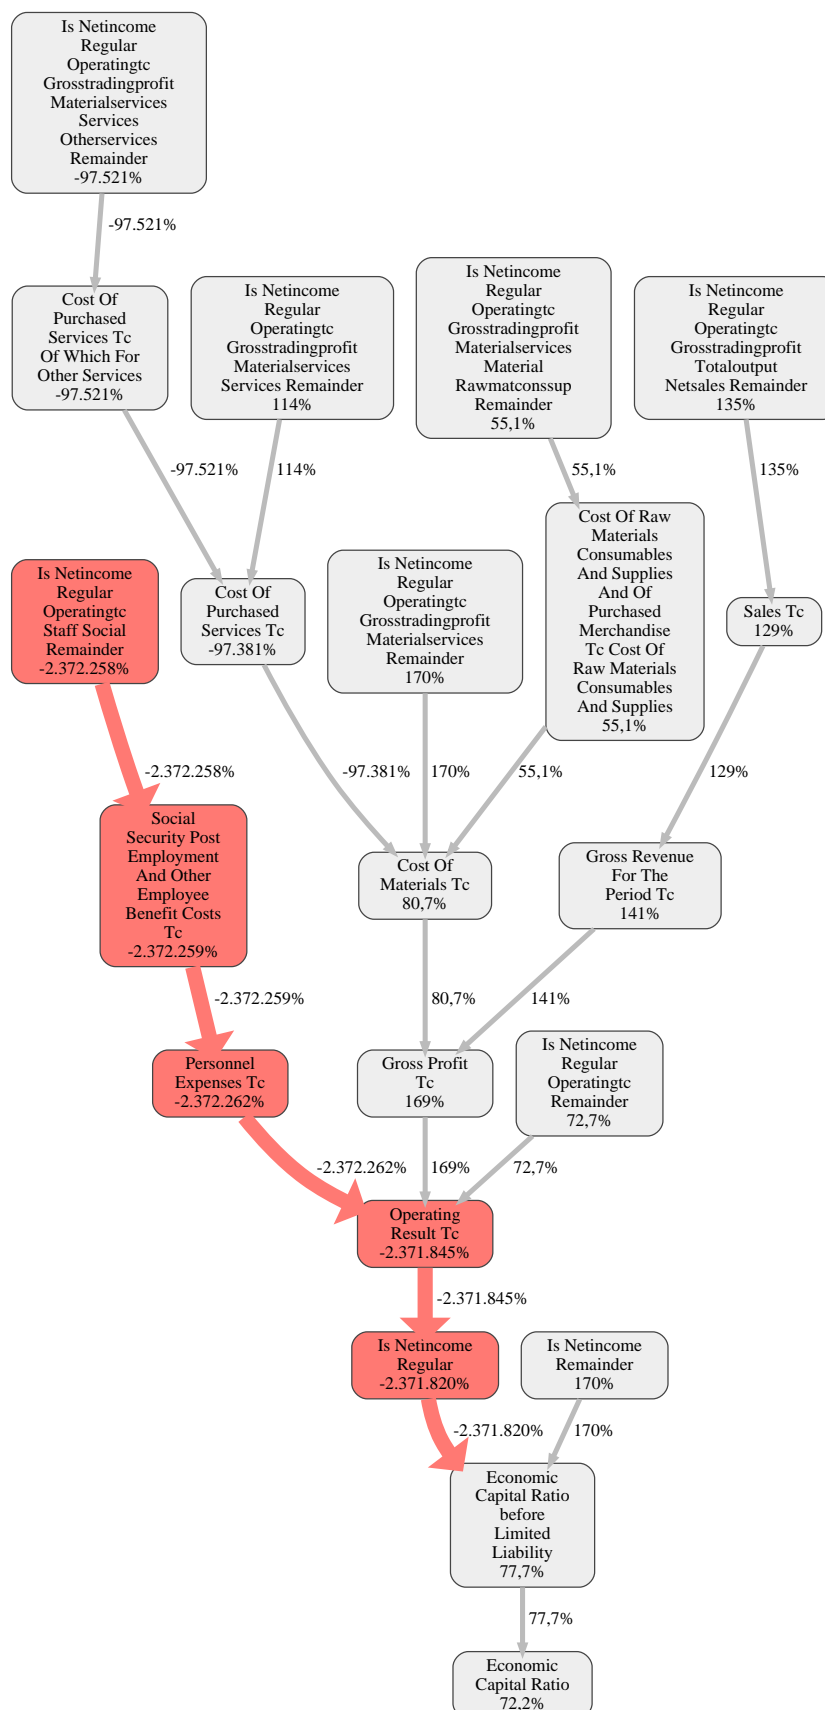 Is Netincome
Regular
Operatingtc
Grosstradingprofit
Materialservices
Services
Otherservices
Remainder
-97.521%
-97.521%
Cost Of
Purchased
Services Tc
Of Which For
Other Services
-97.521%
Is Netincome
Regular
Operatingtc
Grosstradingprofit
Materialservices
Services Remainder
114%
Is Netincome
Regular
Operatingtc
Grosstradingprofit
Materialservices
Material
Rawmatconssup
Remainder
55,1%
Is Netincome
Regular
Operatingtc
Grosstradingprofit
Totaloutput
Netsales Remainder
135%
-97.521%
114%
55,1%
135%
Is Netincome
Regular
Operatingtc
Staff Social
Remainder
-2.372.258%
Cost Of
Purchased
Services Tc
-97.381%
Is Netincome
Regular
Operatingtc
Grosstradingprofit
Materialservices
Remainder
170%
Cost Of Raw
Materials
Consumables
And Supplies
And Of
Purchased
Merchandise
Tc Cost Of
Raw Materials
Consumables
And Supplies
55,1%
Sales Tc
129%
-2.372.258%
-97.381%
170%
55,1%
129%
Social
Security Post
Employment
And Other
Employee
Benefit Costs
Tc
-2.372.259%
Cost Of
Materials Tc
80,7%
Gross Revenue
For The
Period Tc
141%
-2.372.259%
80,7%
141%
Personnel
Expenses Tc
-2.372.262%
Gross Profit
Tc
169%
Is Netincome
Regular
Operatingtc
Remainder
72,7%
-2.372.262%
169%
72,7%
Operating
Result Tc
-2.371.845%
-2.371.845%
Is Netincome
Regular
-2.371.820%
Is Netincome
Remainder
170%
-2.371.820%
170%
Economic
Capital Ratio
before
Limited
Liability
77,7%
77,7%
Economic
Capital Ratio
72,2%